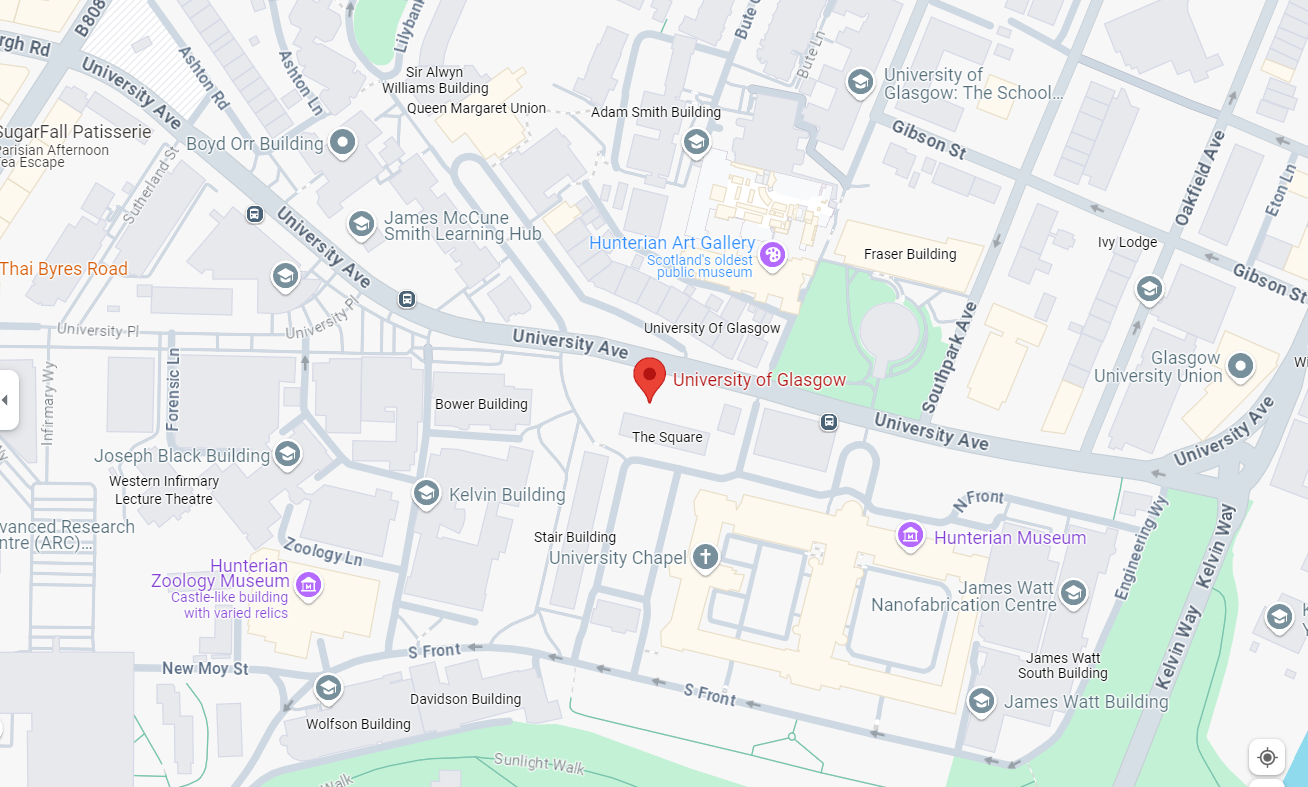 B808
Lilybank
Bute
Bute Ln
rgh Rd
University Ave
Ashton Rd
Ashton Ln
Sir Alwyn
Williams Building
Queen Margaret Union
Adam Smith Building
University of
Glasgow: The School...
Gibson St
SugarFall Patisserie
Parisian Afternoon
Tea Escape
Boyd Orr Building
Sutherland St
Oakfield Ave
Eton Ln
University Ave
James McCune
Smith Learning Hub
Hunterian Art Gallery
Scotland's oldest
public museum
Fraser Building
Ivy Lodge
Gibson St
Thai Byres Road
University Pl
University Pl
University Of Glasgow
University Ave
Southpark Ave
Glasgow
University Union
Wi
Infirmary Wy
Forensic Ln
University of Glasgow
Bower Building
The Square
University Ave
University Ave
Joseph Black Building
Western Infirmary
Lecture Theatre
Kelvin Building
N Front
Engineering Wy
Kelvin Way
vanced Research
ntre (ARC)...
Zoology Ln
Stair Building
University Chapel
Hunterian Museum
Hunterian
Zoology Museum
Castle-like building
with varied relics
James Watt
Nanofabrication Centre
K
Y
New Moy St
S Front
S Front
James Watt
South Building
Kelvin Way
Davidson Building
Wolfson Building
James Watt Building
Sunlight Walk
Walk